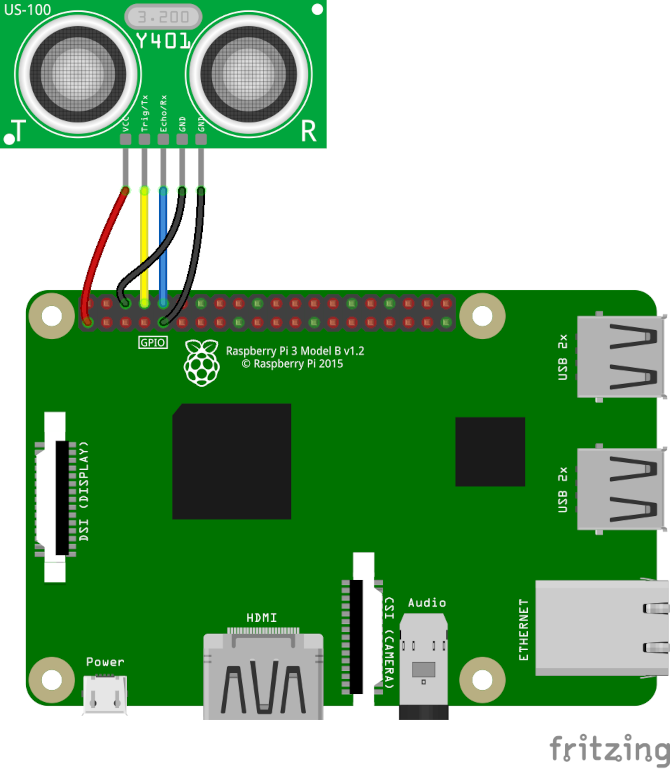 US-100
3.200
Y401
VCC
Trig/Tx
Echo/Rx
GND
GND
T
R
GPIO
Raspberry Pi 3 Model B v1.2
© Raspberry Pi 2015
USB 2x
USB 2x
DSI (DISPLAY)
CSI (CAMERA)
HDMI
Audio
ETHERNET
Power
fritzing